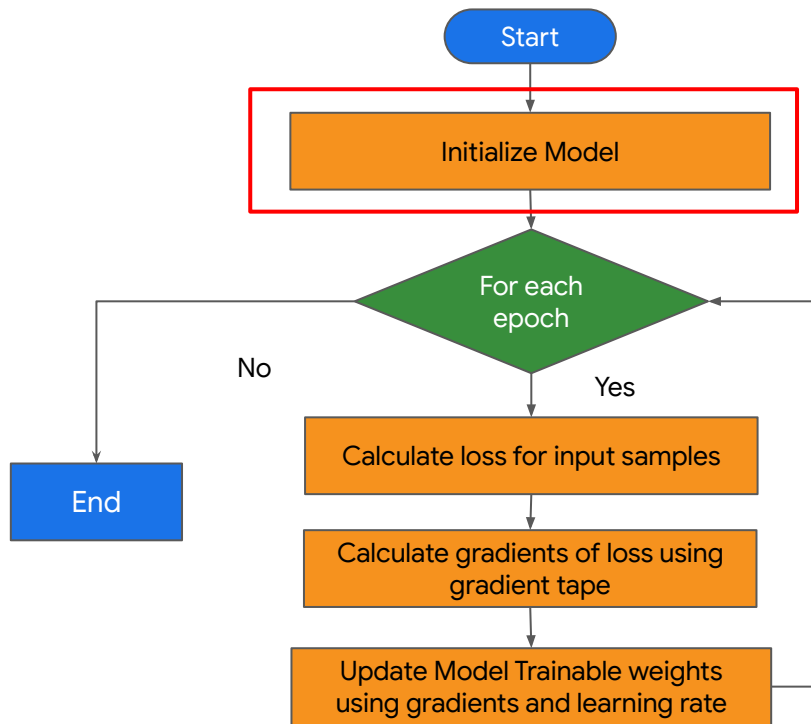 Start
Initialize Model
For each
epoch
No
Yes
Calculate loss for input samples
End
Calculate gradients of loss using
gradient tape
Update Model Trainable weights
using gradients and learning rate